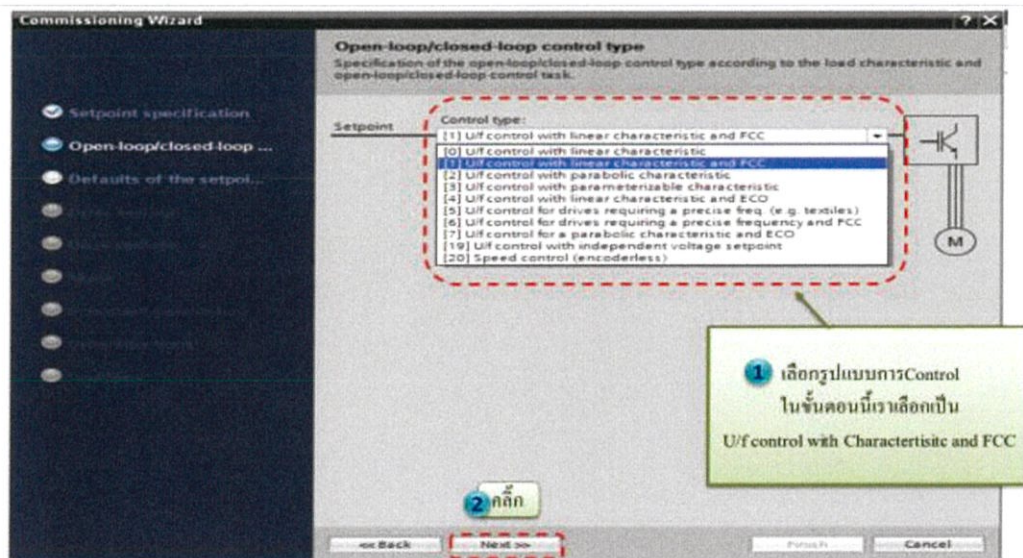 Commissioning Wizard
? ×
Open-loop/closed-loop control type
Specification of the open-loop/closed-loop control type according to the load characteristic and
open-loop/closed-loop control task.
Setpoint specification
Open-loop/closed-loop ...
Defaults of the setpoi...
Setpoint
Control type:
[1] U/f control with linear characteristic and FCC
[0] U/f control with linear characteristic
[1] U/f control with linear characteristic and FCC
[2] U/f control with parabolic characteristic
[3] U/f control with parameterizable characteristic
[4] U/f control with linear characteristic and ECO
[5] U/f control for drives requiring a precise freq. (e.g. textiles)
[6] U/f control for drives requiring a precise frequency and FCC
[7] U/f control for a parabolic characteristic and ECO
[19] U/f control with independent voltage setpoint
[20] Speed control (encoderless)
M
1 เลือกรูปแบบการControl
ในขั้นตอนนี้เราเลือกเป็น
U/f control with Charactertisitc and FCC
2 คลิ๊ก
<< Back
Next >>
Finish
Cancel